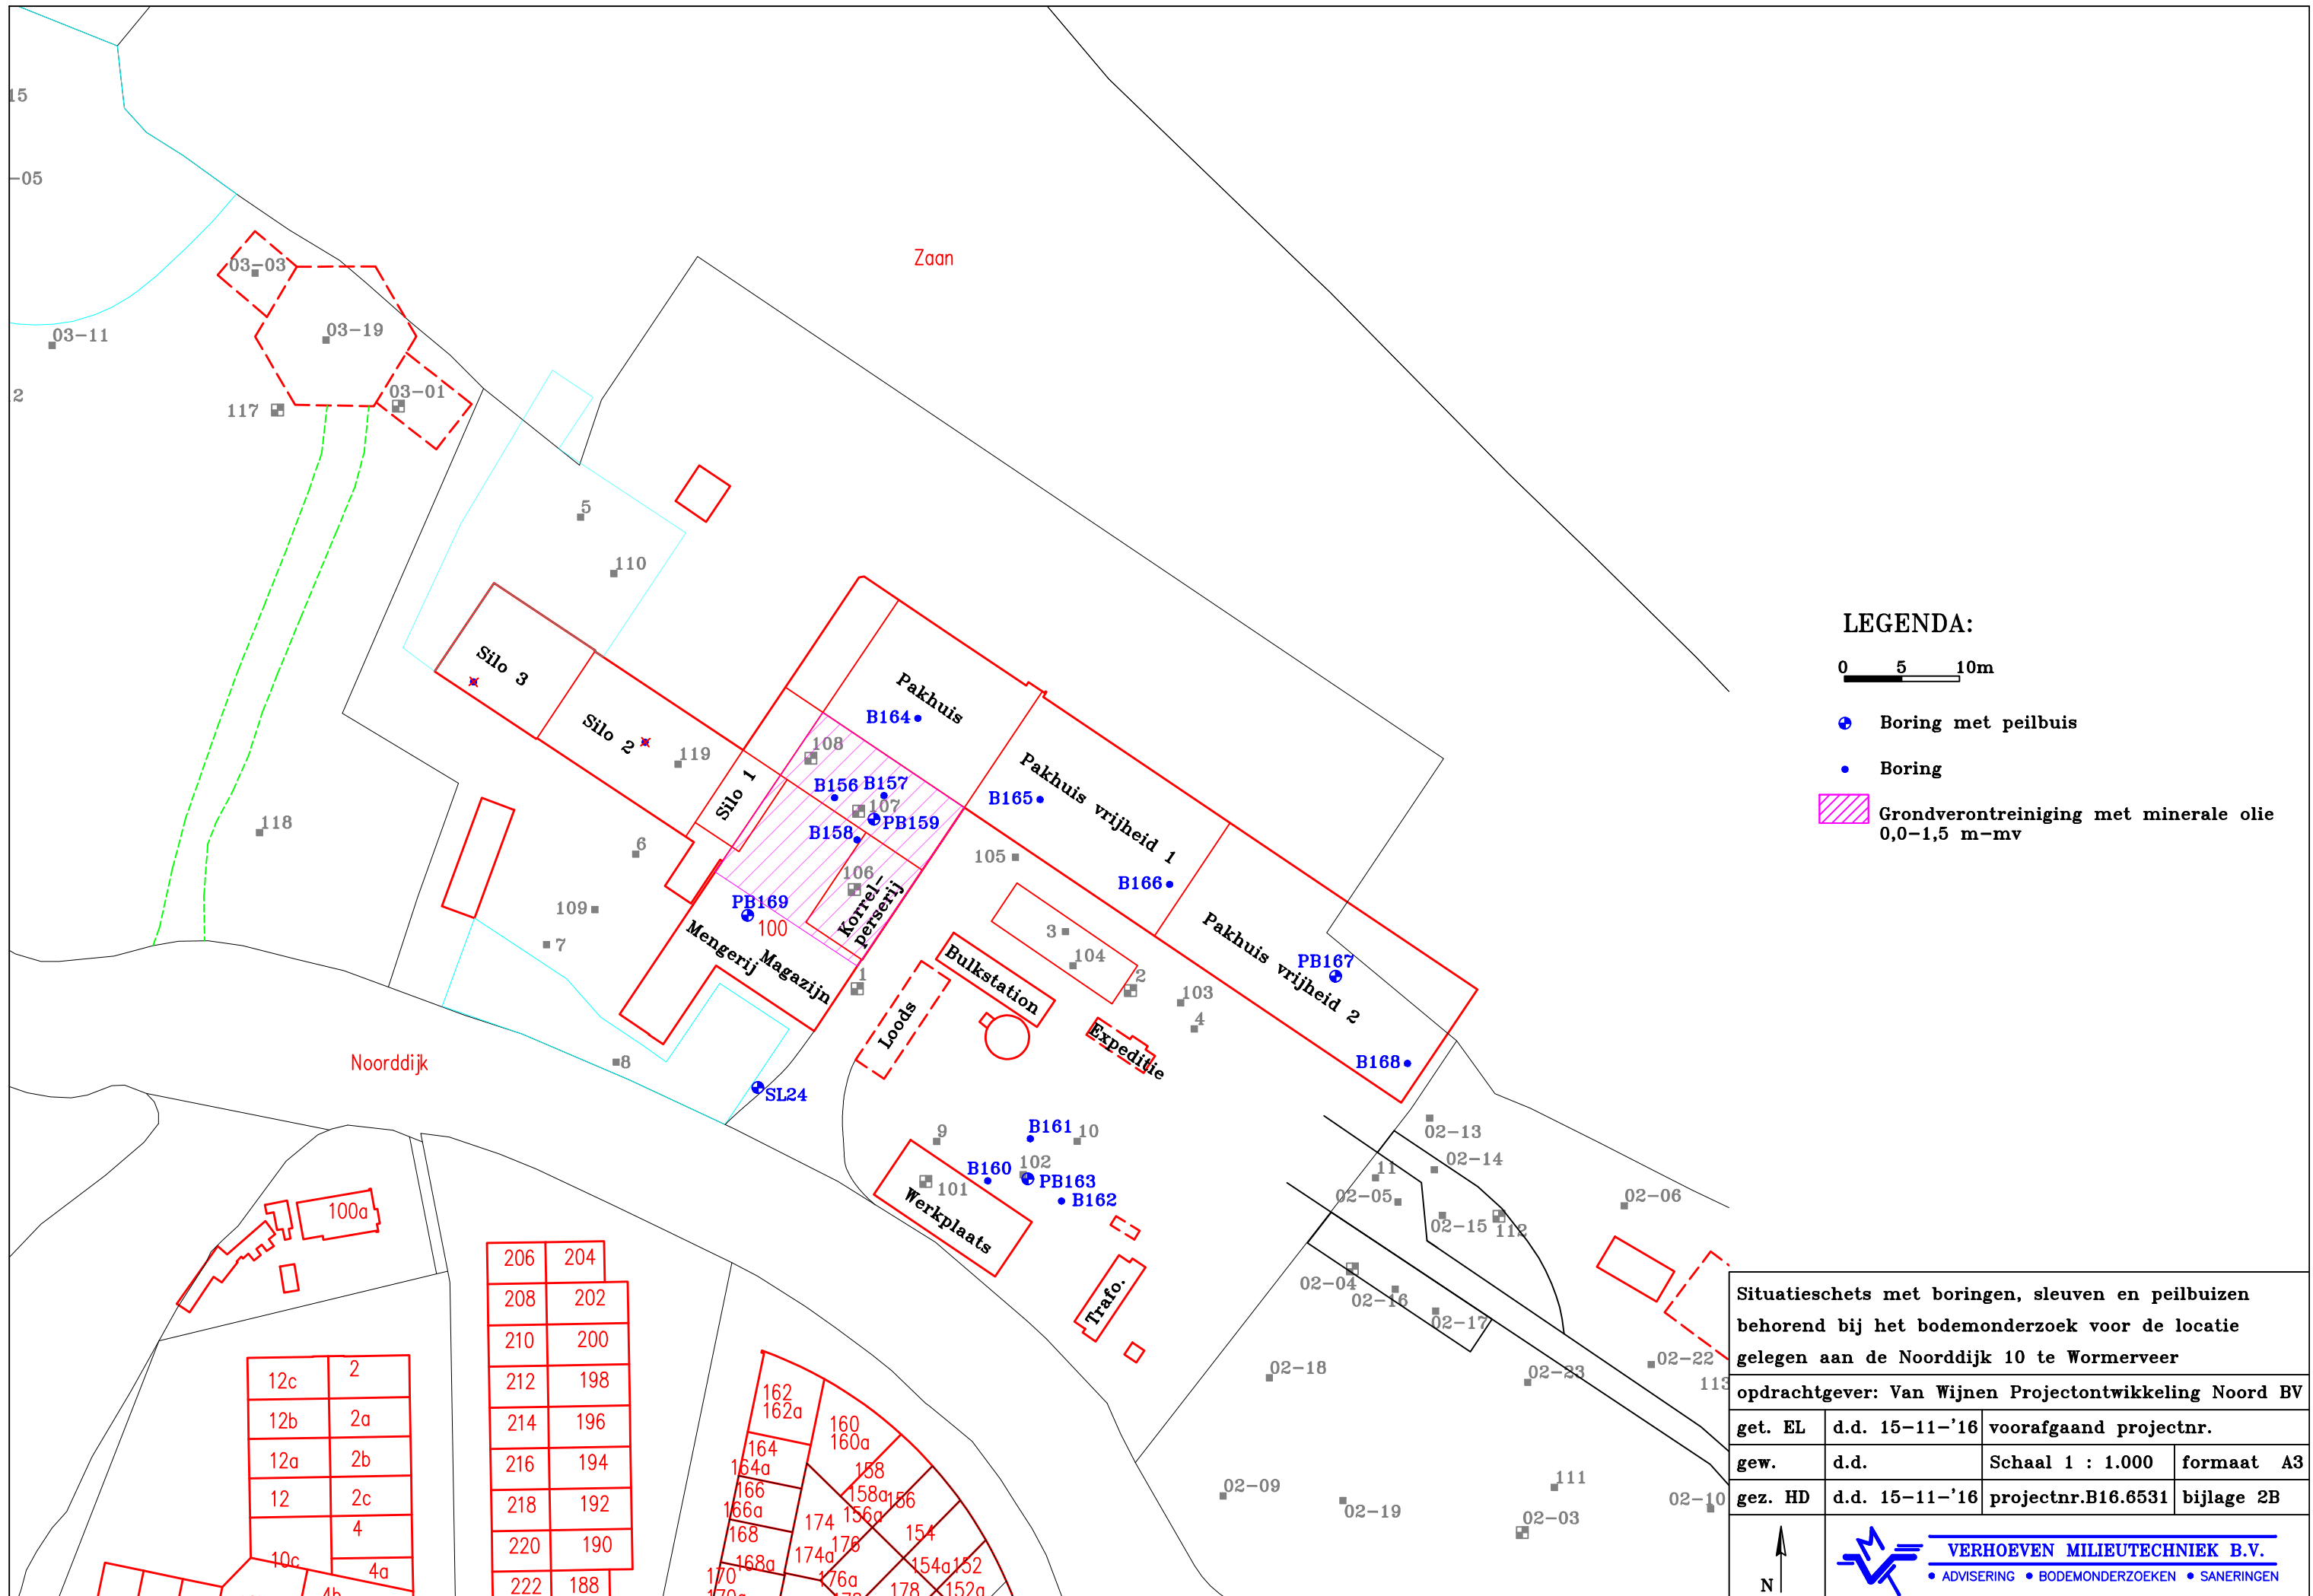 15
-05
Zaan
03-03
03-19
03-11
03-01
2
117
5
110
Silo 3
Silo 2
119
Pakhuis
B164
108
Silo 1
B156
B157
107
PB159
B158
Pakhuis vrijheid 1
B165
105
B166
118
6
106
Korrel-
perserij
109
7
PB169
100
Mengerij
Magazijn
1
3
104
Bulkstation
2
103
4
Loods
Expeditie
Pakhuis vrijheid 2
PB167
B168
Noorddijk
8
SL24
9
B161
10
102
B160
PB163
101
B162
Werkplaats
Trafo.
02-13
02-14
11
02-05
02-15
112
02-06
02-04
02-16
02-17
02-18
02-23
02-22
113
02-09
02-19
111
02-03
02-10
100a
206
204
208
202
210
200
212
198
214
196
216
194
218
192
220
190
222
188
12c
2
12b
2a
12a
2b
12
2c
4
10c
4a
4b
162
162a
160
160a
164
164a
158
158a
166
166a
156
156a
168
168a
174
174a
176
176a
154
154a
152
152a
170
170a
178
LEGENDA:
0 5 10m
Boring met peilbuis
Boring
Grondverontreiniging met minerale olie
0,0-1,5 m-mv
Situatieschets met boringen, sleuven en peilbuizen
behorend bij het bodemonderzoek voor de locatie
gelegen aan de Noorddijk 10 te Wormerveer
opdrachtgever: Van Wijnen Projectontwikkeling Noord BV
get. EL d.d. 15-11-'16 voorafgaand projectnr.
gew. d.d. Schaal 1 : 1.000 formaat A3
gez. HD d.d. 15-11-'16 projectnr.B16.6531 bijlage 2B
N
VERHOEVEN MILIEUTECHNIEK B.V.
• ADVISERING • BODEMONDERZOEKEN • SANERINGEN